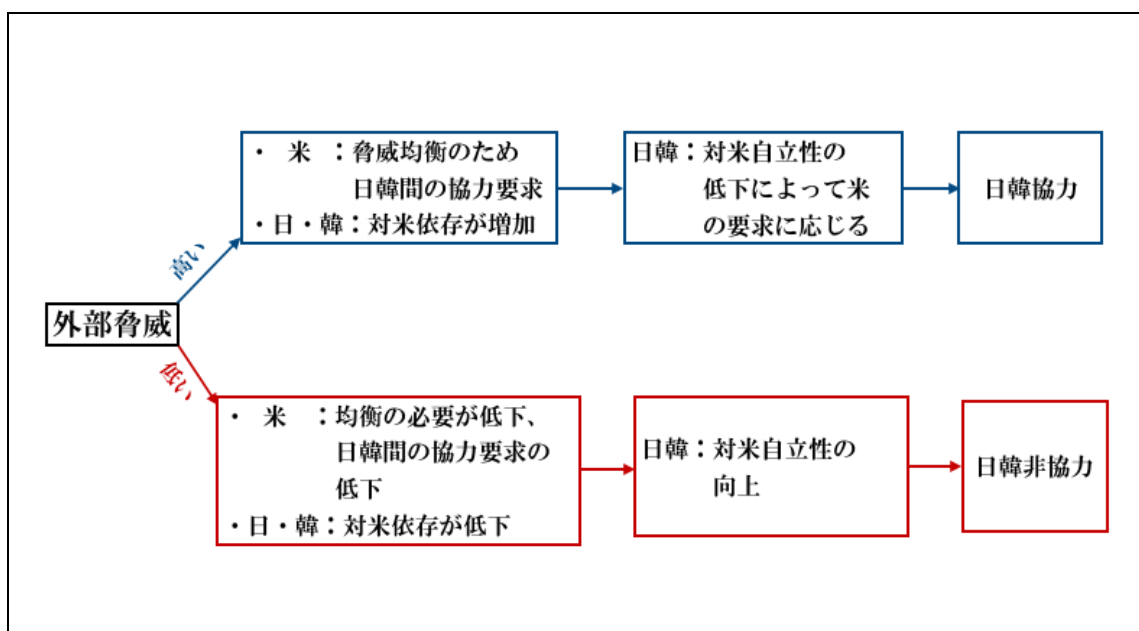 外部脅威
高い
・ 米 ：脅威均衡のため
日韓間の協力要求
・日・韓：対米依存が増加
日韓：対米自立性の
低下によって米
の要求に応じる
日韓協力
低い
・ 米 ：均衡の必要が低下、
日韓間の協力要求の
低下
・日・韓：対米依存が低下
日韓：対米自立性の
向上
日韓非協力